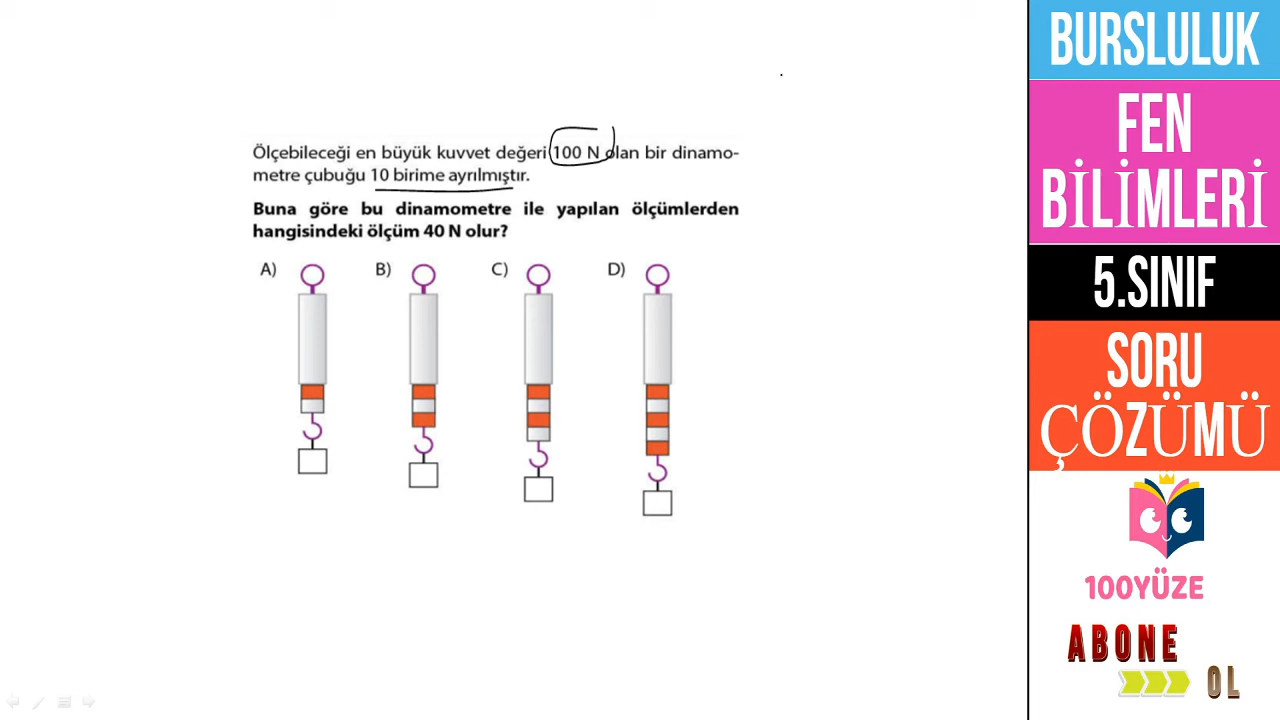 Ölçebileceği en büyük kuvvet değeri 100 N olan bir dinamo-
metre çubuğu 10 birime ayrılmıştır.
Buna göre bu dinamometre ile yapılan ölçümlerden
hangisindeki ölçüm 40 N olur?
A) B) C) D)
BURSLULUK
FEN
BİLİMLERİ
5.SINIF
SORU
ÇÖZÜMÜ
100YÜZE
ABONE
OL